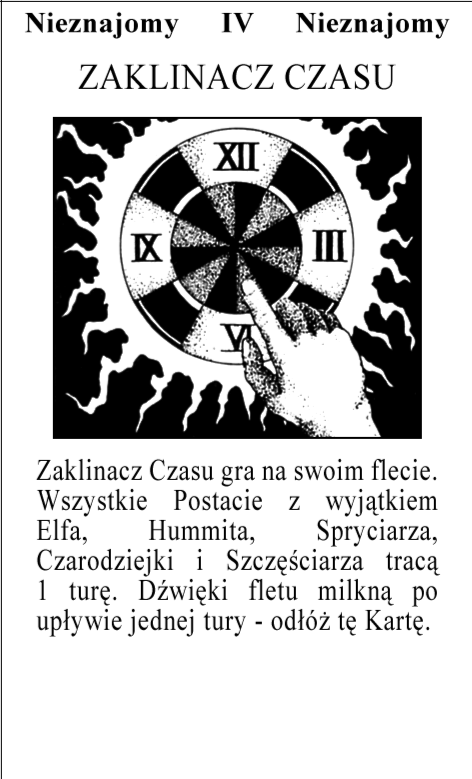 Nieznajomy IV Nieznajomy
ZAKLINACZ CZASU
XII
IX
III
VI
Zaklinacz Czasu gra na swoim flecie.
Wszystkie Postacie z wyjątkiem
Elfa, Hummita, Spryciarza,
Czarodziejki i Szczęściarza tracą
1 turę. Dźwięki fletu milkną po
upływie jednej tury - odłóż tę Kartę.